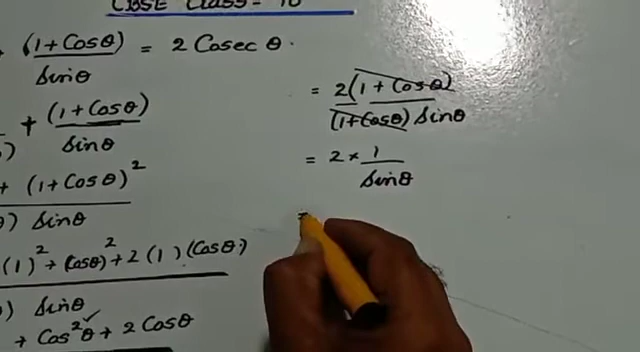 CBSE Class - 10
+ (1+Cosθ)/Sinθ = 2 Cosec θ.
+ (1+Cosθ)/Sinθ
+ (1+Cosθ)²
) Sinθ
(1)² + (Cosθ)² + 2(1)(Cosθ)
) Sinθ
+ Cos²θ + 2 Cosθ
= 2(1+Cosθ)/(1+Cosθ) Sinθ
= 2 × 1/Sinθ
=